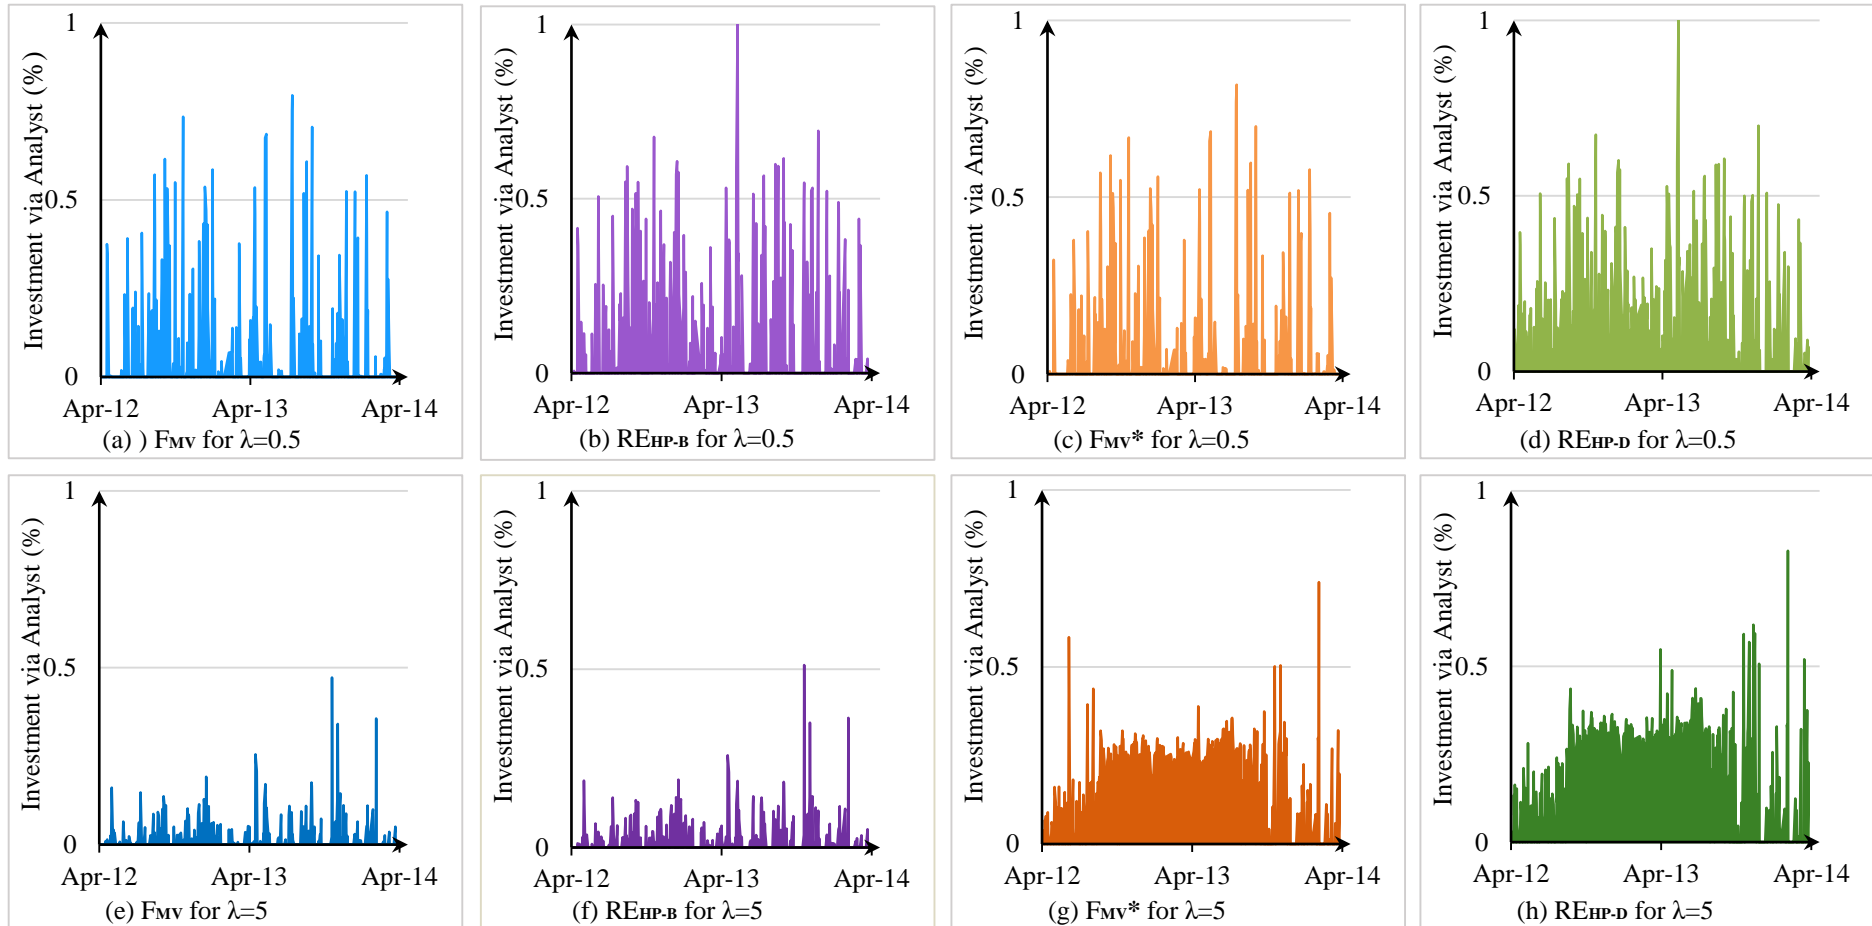 1
Investment via Analyst (%)
0.5
0
Apr-12 Apr-13 Apr-14
(a) ) FMV for λ=0.5
1
Investment via Analyst (%)
0.5
0
Apr-12 Apr-13 Apr-14
(b) REHP-B for λ=0.5
1
Investment via Analyst (%)
0.5
0
Apr-12 Apr-13 Apr-14
(c) FMV* for λ=0.5
1
Investment via Analyst (%)
0.5
0
Apr-12 Apr-13 Apr-14
(d) REHP-D for λ=0.5
1
Investment via Analyst (%)
0.5
0
Apr-12 Apr-13 Apr-14
(e) FMV for λ=5
1
Investment via Analyst (%)
0.5
0
Apr-12 Apr-13 Apr-14
(f) REHP-B for λ=5
1
Investment via Analyst (%)
0.5
0
Apr-12 Apr-13 Apr-14
(g) FMV* for λ=5
1
Investment via Analyst (%)
0.5
0
Apr-12 Apr-13 Apr-14
(h) REHP-D for λ=5